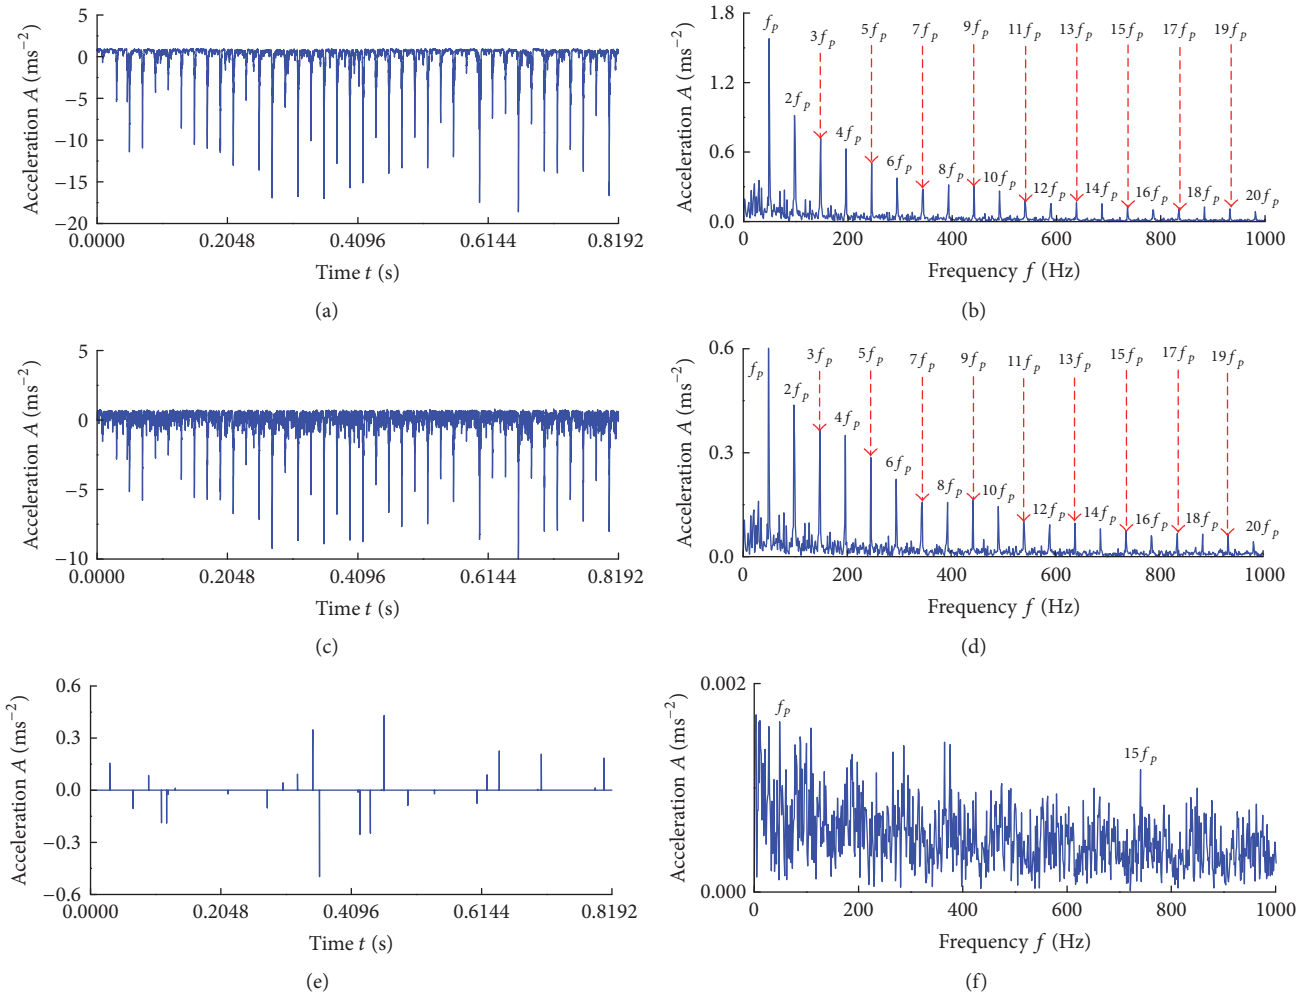 5
0
−5
−10
−15
−20
Acceleration A (ms−2)
0.0000 0.2048 0.4096 0.6144 0.8192
Time t (s)
(a)
1.8
1.2
0.6
0.0
Acceleration A (ms−2)
fp
2fp
3fp
4fp
5fp
6fp
7fp
8fp
9fp
10fp
11fp
12fp
13fp
14fp
15fp
16fp
17fp
18fp
19fp
20fp
0 200 400 600 800 1000
Frequency f (Hz)
(b)
5
0
−5
−10
Acceleration A (ms−2)
0.0000 0.2048 0.4096 0.6144 0.8192
Time t (s)
(c)
0.6
0.3
0.0
Acceleration A (ms−2)
fp
2fp
3fp
4fp
5fp
6fp
7fp
8fp
9fp
10fp
11fp
12fp
13fp
14fp
15fp
16fp
17fp
18fp
19fp
20fp
0 200 400 600 800 1000
Frequency f (Hz)
(d)
0.6
0.3
0.0
−0.3
−0.6
Acceleration A (ms−2)
0.0000 0.2048 0.4096 0.6144 0.8192
Time t (s)
(e)
0.002
0.000
Acceleration A (ms−2)
fp
15fp
0 200 400 600 800 1000
Frequency f (Hz)
(f)